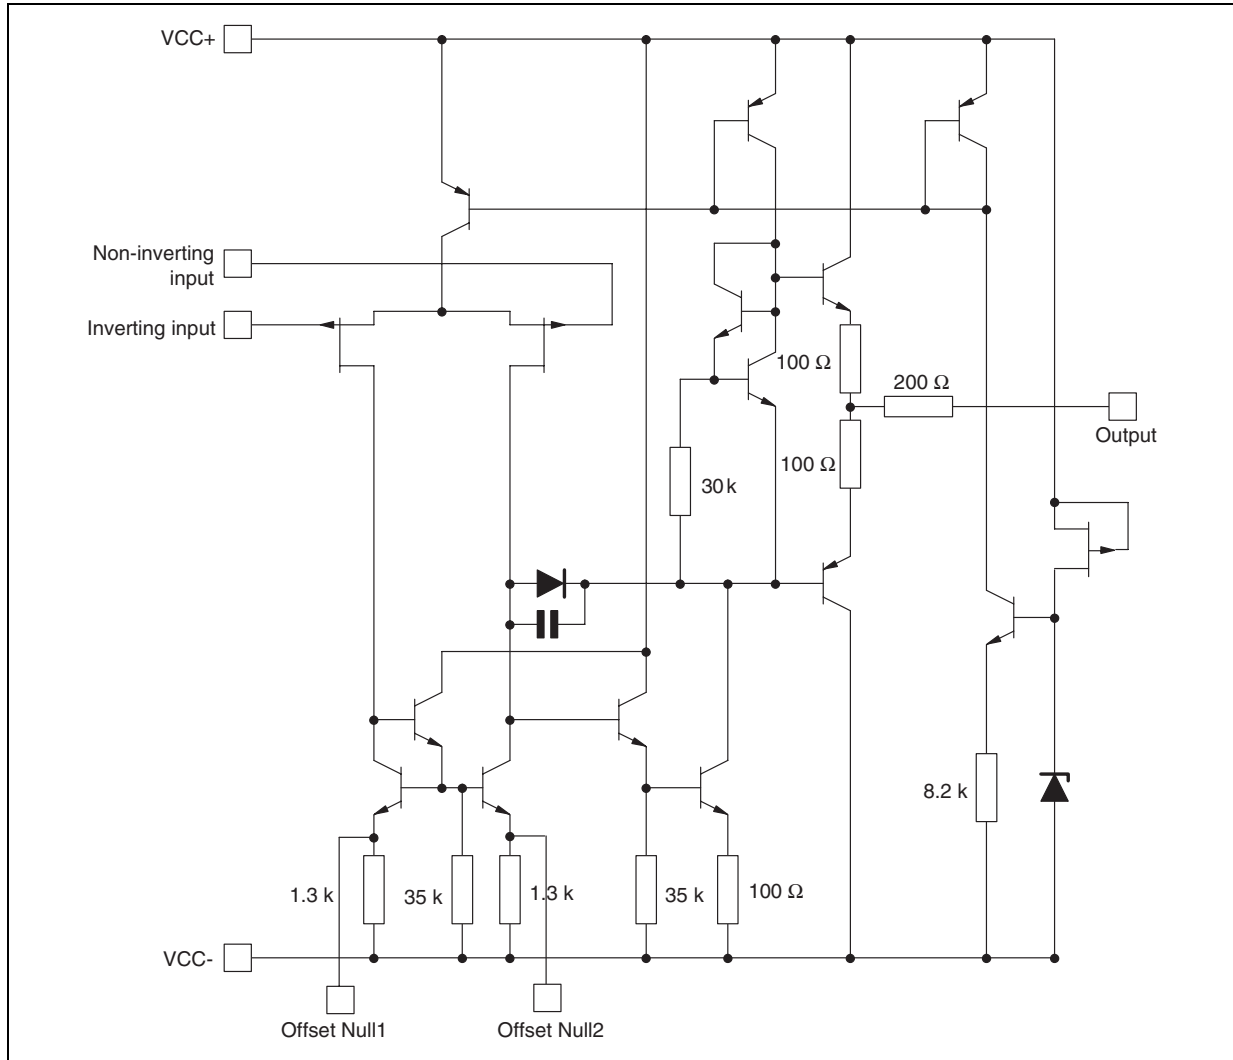 VCC+
Non-inverting
input
Inverting input
100 Ω
200 Ω
Output
100 Ω
30 k
8.2 k
1.3 k
35 k
1.3 k
35 k
100 Ω
VCC-
Offset Null1
Offset Null2